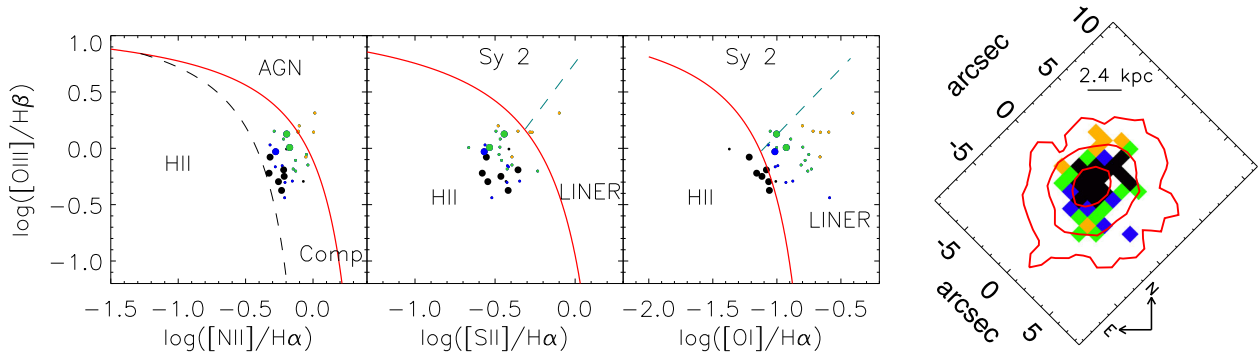 log([OIII]/Hβ)
1.0
0.5
0.0
−0.5
−1.0
AGN
HII
Comp
−1.5 −1.0 −0.5 0.0
log([NII]/Hα)
Sy 2
HII
LINER
−1.0 −0.5 0.0
log([SII]/Hα)
Sy 2
HII
LINER
−2.0 −1.5 −1.0 −0.5
log([OI]/Hα)
arcsec
10
5
0
−5
2.4 kpc
−5
0
5
arcsec
N
E